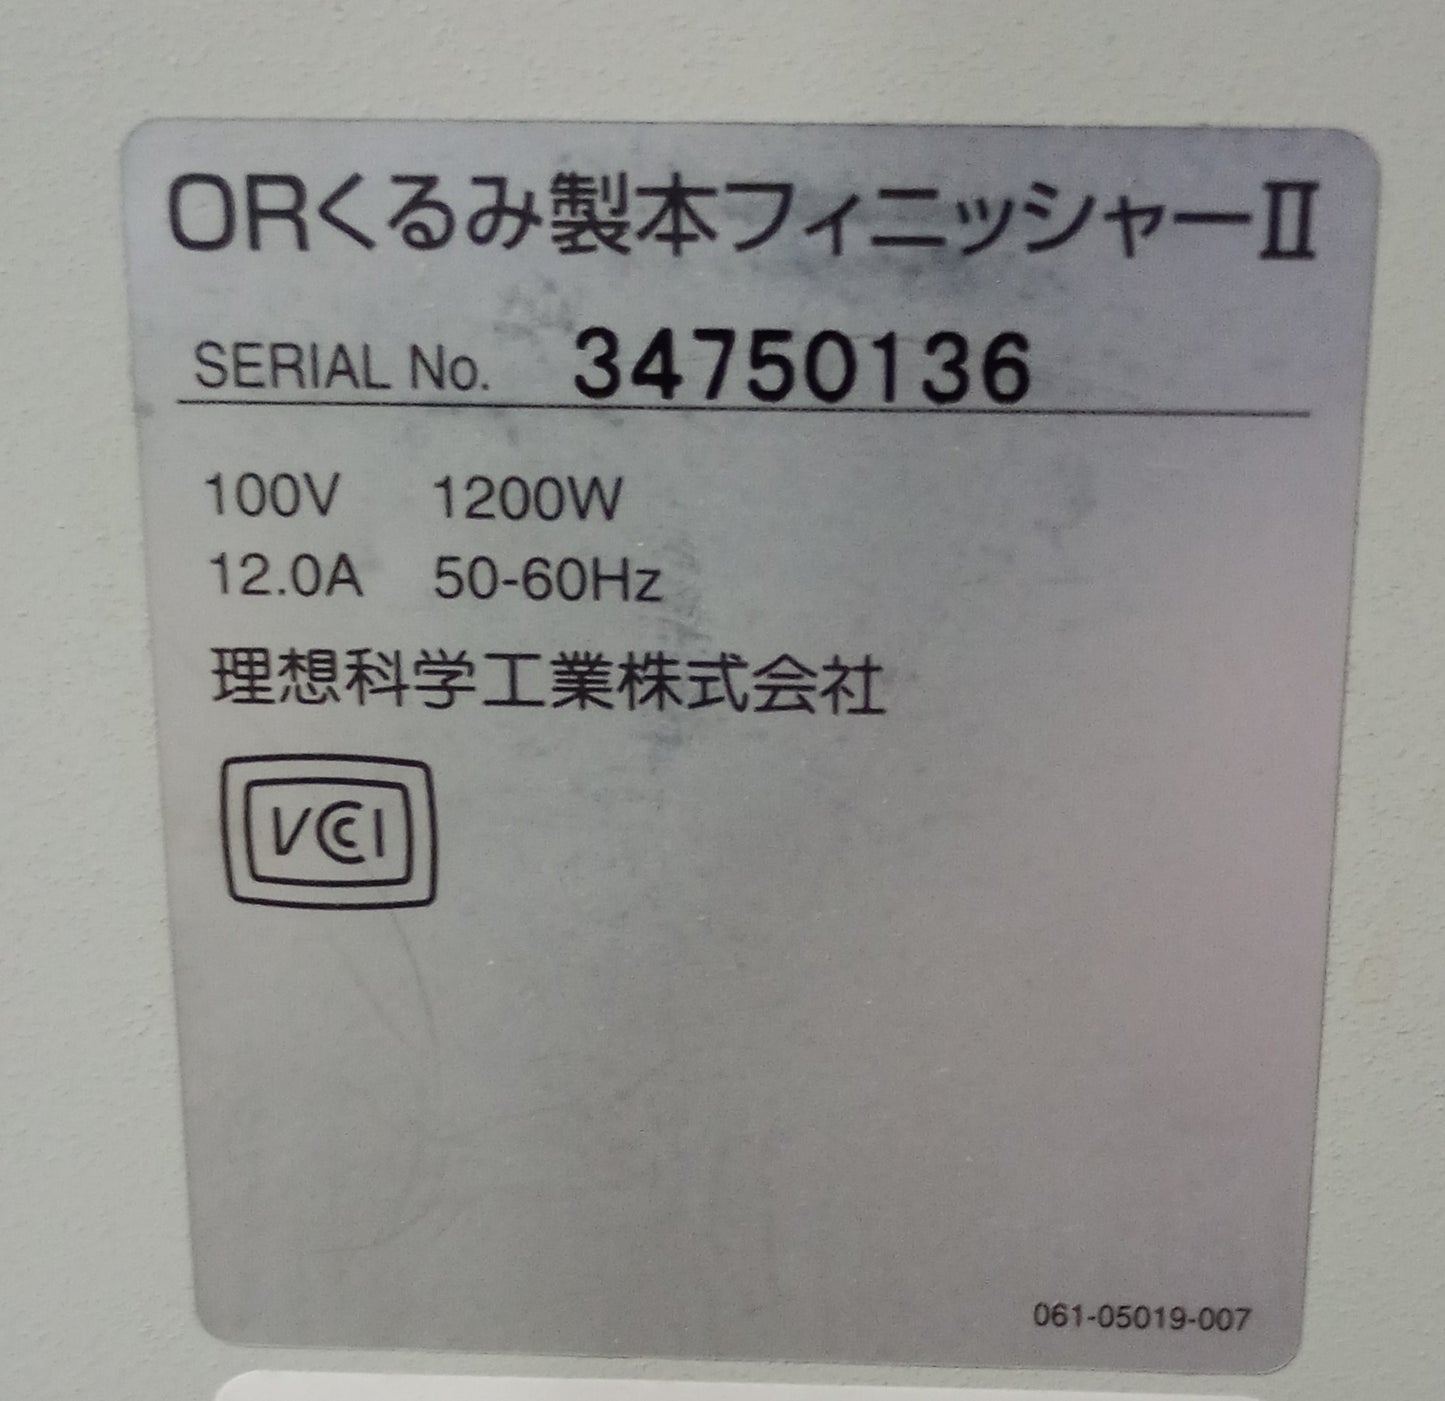 ORくるみ製本フィニッシャーII
SERIAL No. 34750136
100V 1200W
12.0A 50-60Hz
理想科学工業株式会社
VCCI
061-05019-007